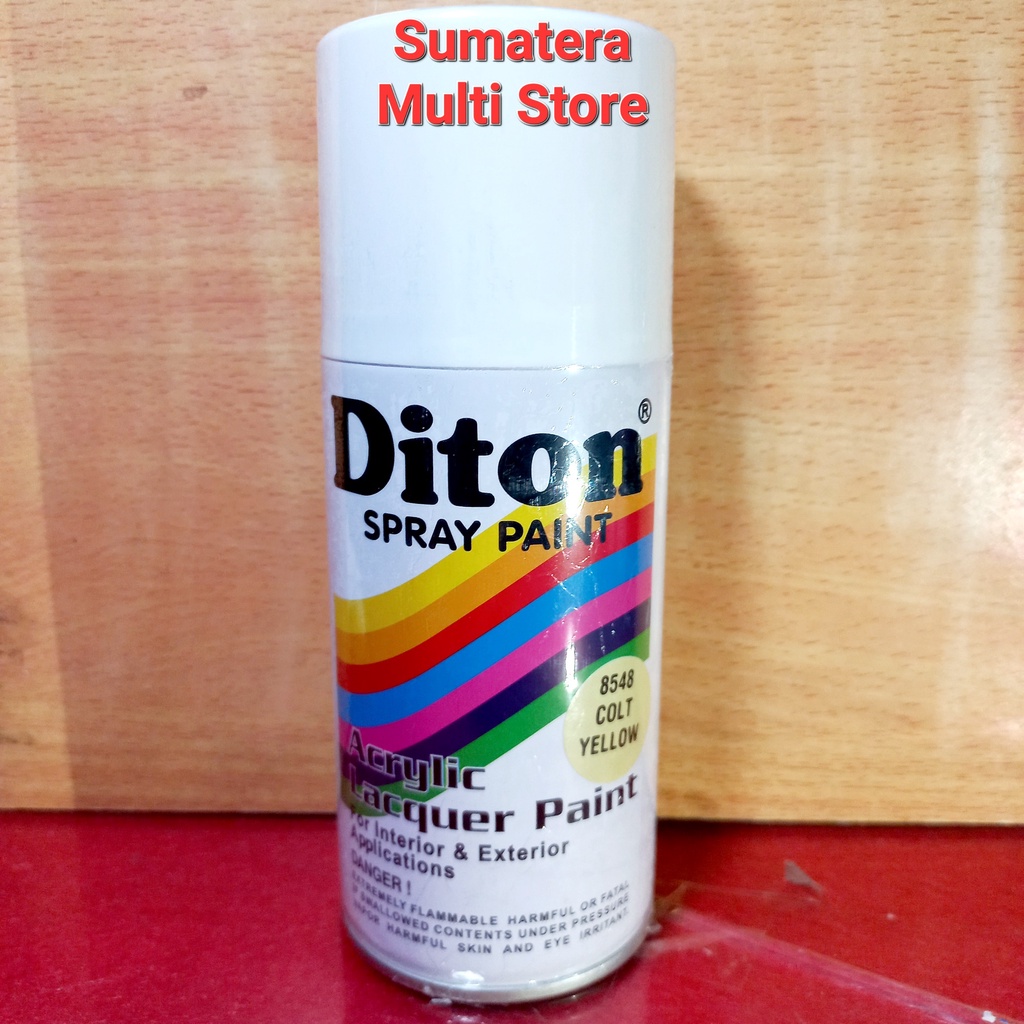 Sumatera
Multi Store
Diton®
SPRAY PAINT
8548
COLT
YELLOW
Acrylic
Lacquer Paint
For Interior & Exterior
Applications
DANGER !
EXTREMELY FLAMMABLE HARMFUL OR FATAL
IF SWALLOWED CONTENTS UNDER PRESSURE
VAPOR HARMFUL SKIN AND EYE IRRITANT.